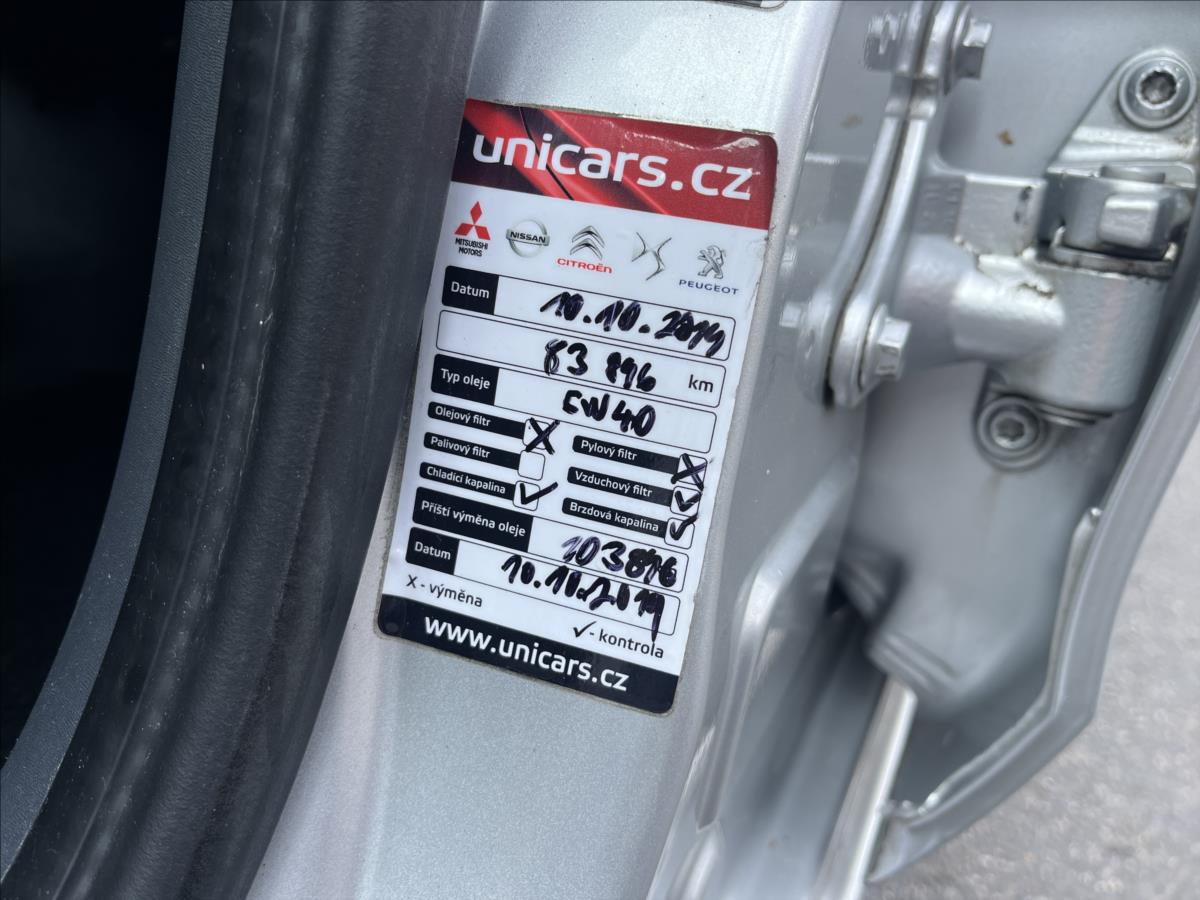 unicars.cz
MITSUBISHI MOTORS NISSAN CITROËN PEUGEOT
Datum 10.10.2014
83 896 km
Typ oleje 5W40
Olejový filtr X Pylový filtr X
Palivový filtr Vzduchový filtr ✓
Chladící kapalina ✓ Brzdová kapalina ✓
Příští výměna oleje 103896
Datum 10.10.2019
X - výměna ✓ - kontrola
www.unicars.cz